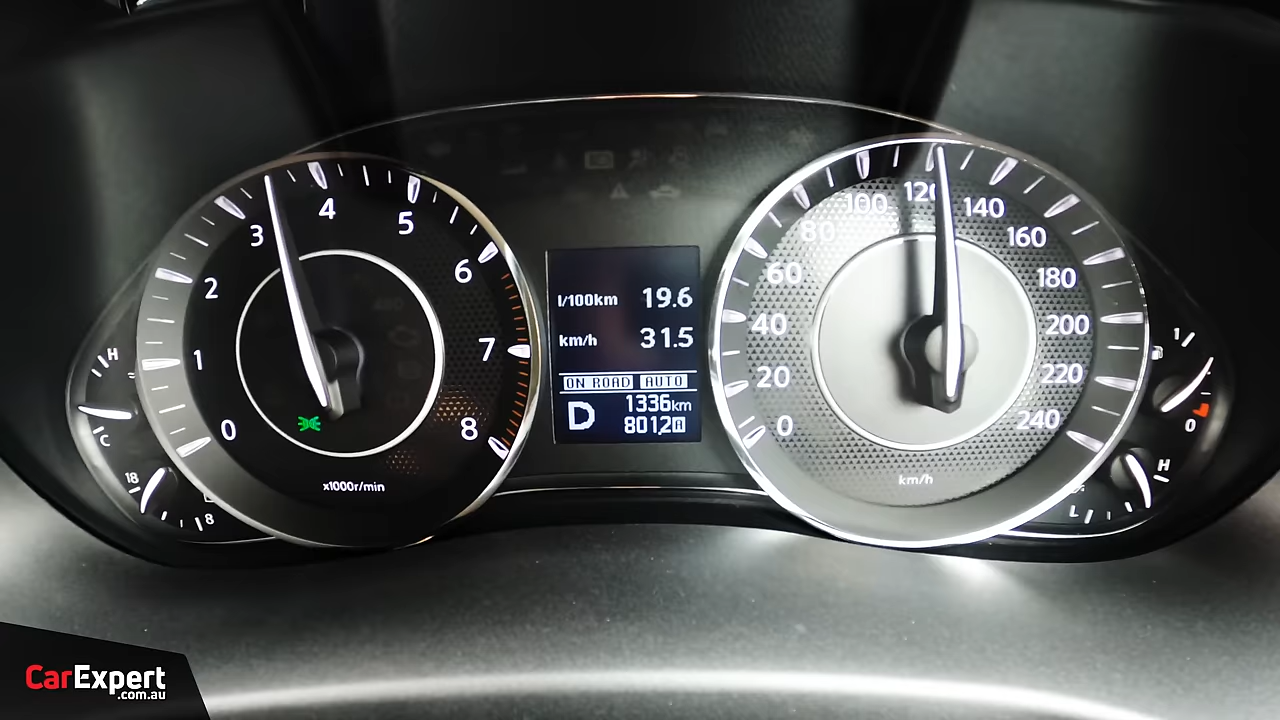 0
1
2
3
4
5
6
7
8
x1000r/min
H
C
18
8
l/100km 19.6
km/h 31.5
ON ROAD AUTO
D
1336km
801.2
0
20
40
60
80
100
120
140
160
180
200
220
240
km/h
1
0
H
L
CarExpert
.com.au